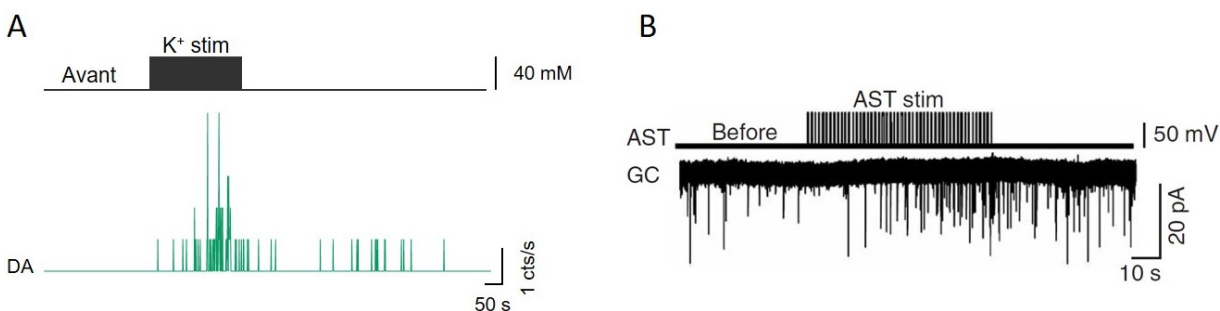 A
K⁺ stim
Avant
40 mM
DA
1 cts/s
50 s
B
AST stim
AST
Before
50 mV
GC
20 pA
10 s